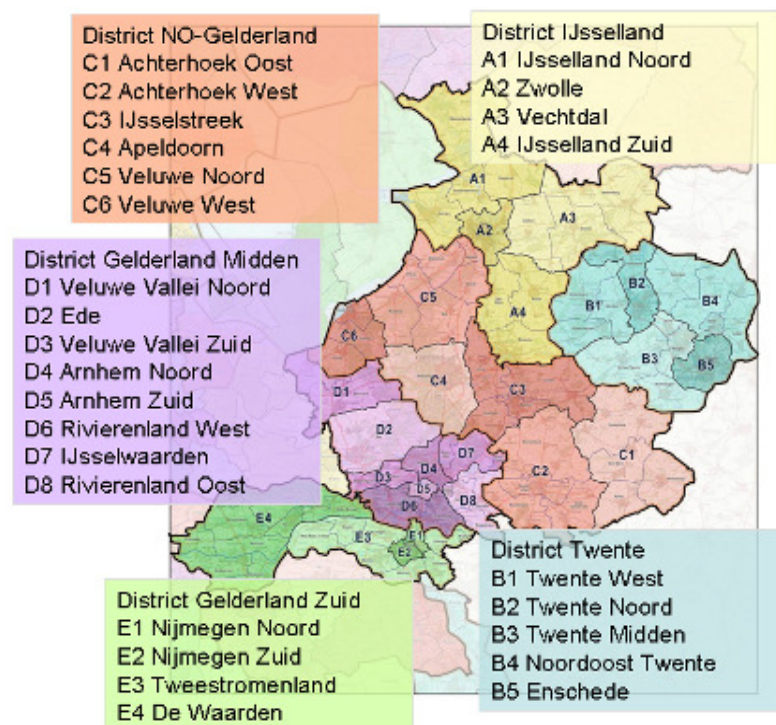 District NO-Gelderland
C1 Achterhoek Oost
C2 Achterhoek West
C3 IJsselstreek
C4 Apeldoorn
C5 Veluwe Noord
C6 Veluwe West
District IJsselland
A1 IJsselland Noord
A2 Zwolle
A3 Vechtdal
A4 IJsselland Zuid
District Gelderland Midden
D1 Veluwe Vallei Noord
D2 Ede
D3 Veluwe Vallei Zuid
D4 Arnhem Noord
D5 Arnhem Zuid
D6 Rivierenland West
D7 IJsselwaarden
D8 Rivierenland Oost
A1
A2
A3
A4
B1
B2
B4
B3
B5
C5
C6
C4
C3
C2
C1
D1
D2
D3
D4
D7
D5
D6
D8
E4
E3
E1
E2
District Gelderland Zuid
E1 Nijmegen Noord
E2 Nijmegen Zuid
E3 Tweestromenland
E4 De Waarden
District Twente
B1 Twente West
B2 Twente Noord
B3 Twente Midden
B4 Noordoost Twente
B5 Enschede